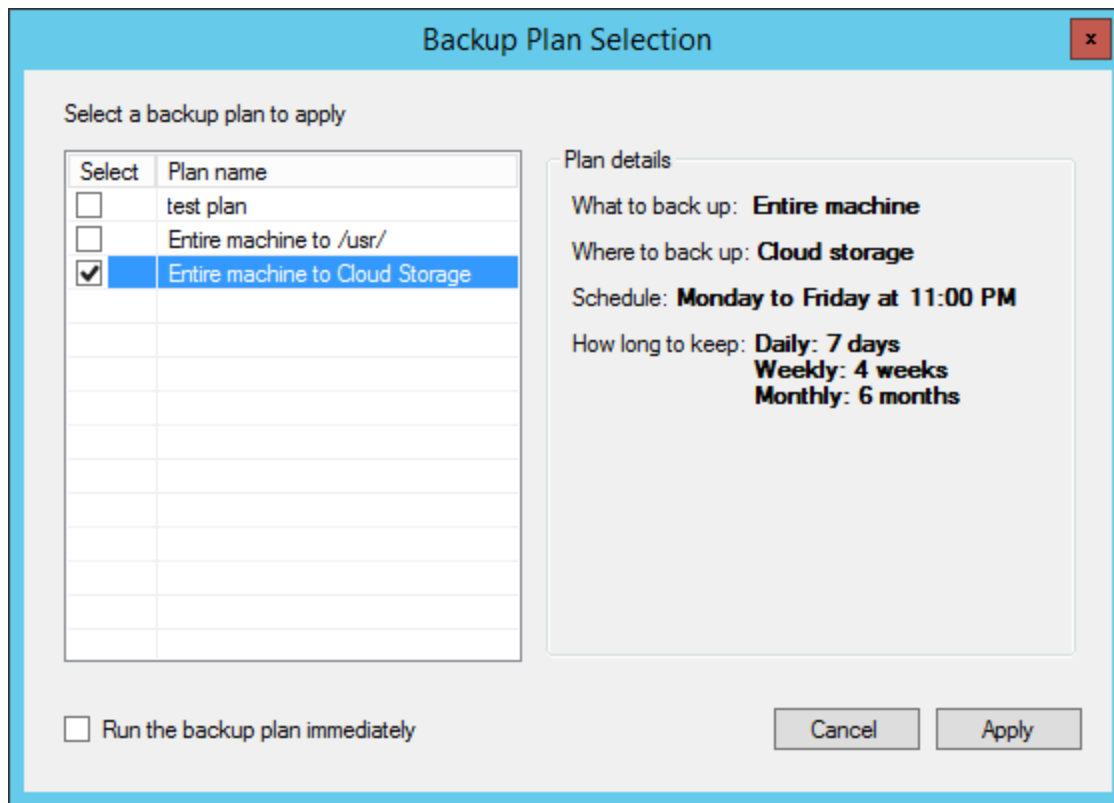 Backup Plan Selection
x
Select a backup plan to apply
Select Plan name
test plan
Entire machine to /usr/
Entire machine to Cloud Storage
Plan details
What to back up: Entire machine
Where to back up: Cloud storage
Schedule: Monday to Friday at 11:00 PM
How long to keep: Daily: 7 days
Weekly: 4 weeks
Monthly: 6 months
Run the backup plan immediately
Cancel Apply